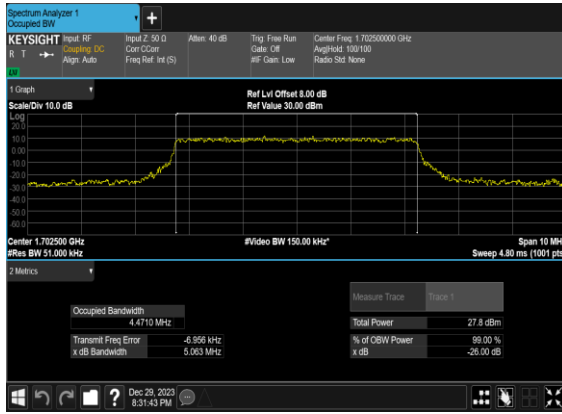 Spectrum Analyzer 1
Occupied BW
KEYSIGHT
R T
LW
Input: RF
Coupling: DC
Align: Auto
Input Z: 50 Ω
Corr CCorr
Freq Ref: Int (S)
Atten: 40 dB
Trig: Free Run
Gate: Off
#IF Gain: Low
Center Freq: 1.702500000 GHz
Avg|Hold: 100/100
Radio Std: None
1 Graph
Scale/Div 10.0 dB
Ref Lvl Offset 8.00 dB
Ref Value 30.00 dBm
Log
20.0
10.0
0.00
-10.0
-20.0
-30.0
-40.0
-50.0
-60.0
Center 1.702500 GHz
#Res BW 51.000 kHz
#Video BW 150.00 kHz*
Span 10 MH
Sweep 4.80 ms (1001 pts
2 Metrics
Measure Trace
Trace 1
Occupied Bandwidth
4.4710 MHz
Total Power
27.8 dBm
Transmit Freq Error
-6.956 kHz
% of OBW Power
99.00 %
x dB Bandwidth
5.063 MHz
x dB
-26.00 dB
?
Dec 29, 2023
8:31:43 PM